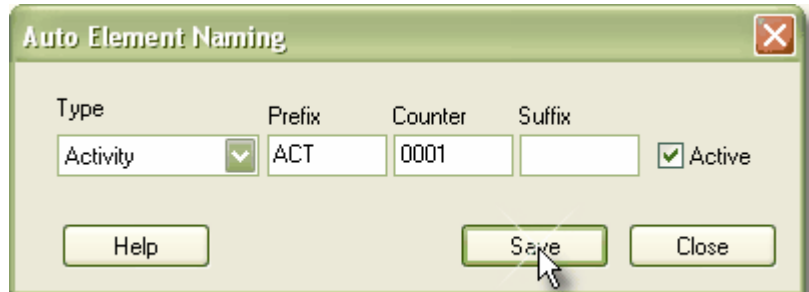 Auto Element Naming
Type Prefix Counter Suffix
Activity ACT 0001 Active
Help Save Close